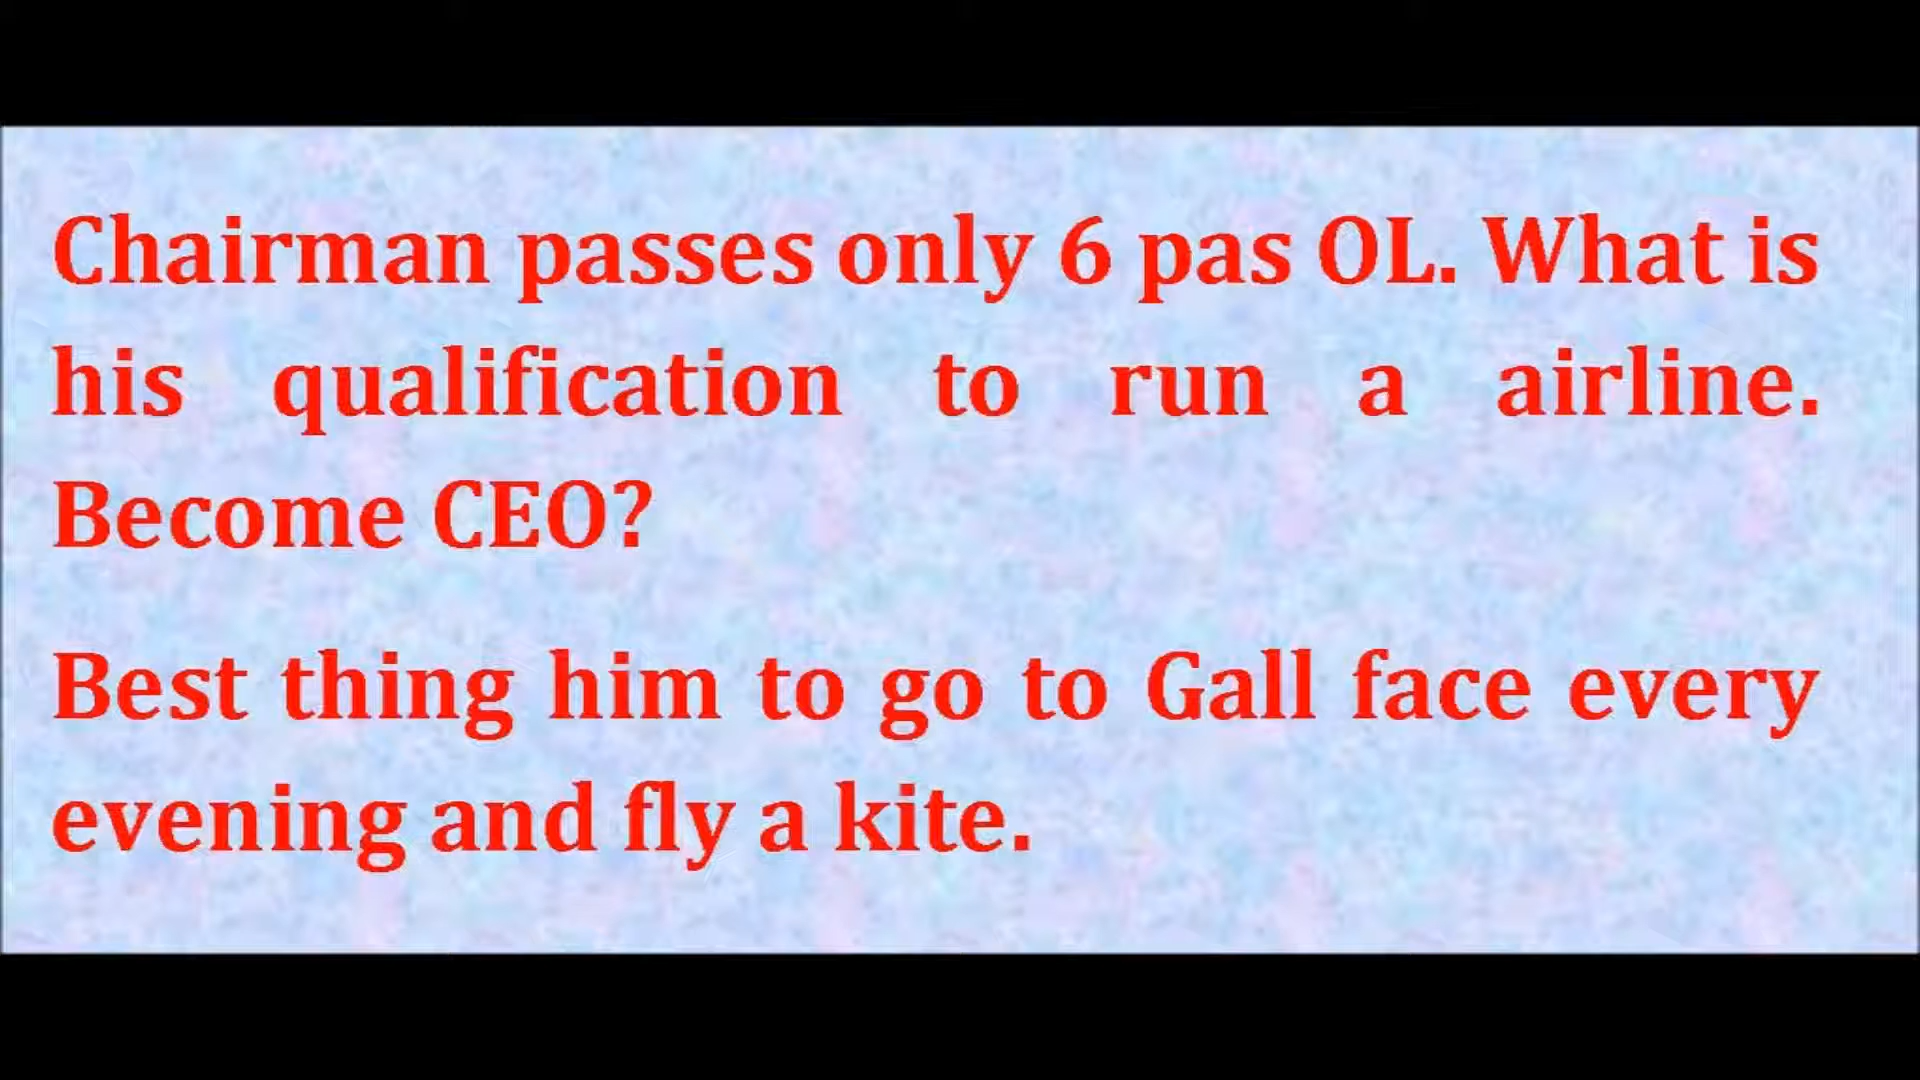 Chairman passes only 6 pas OL. What is
his qualification to run a airline.
Become CEO?
Best thing him to go to Gall face every
evening and fly a kite.